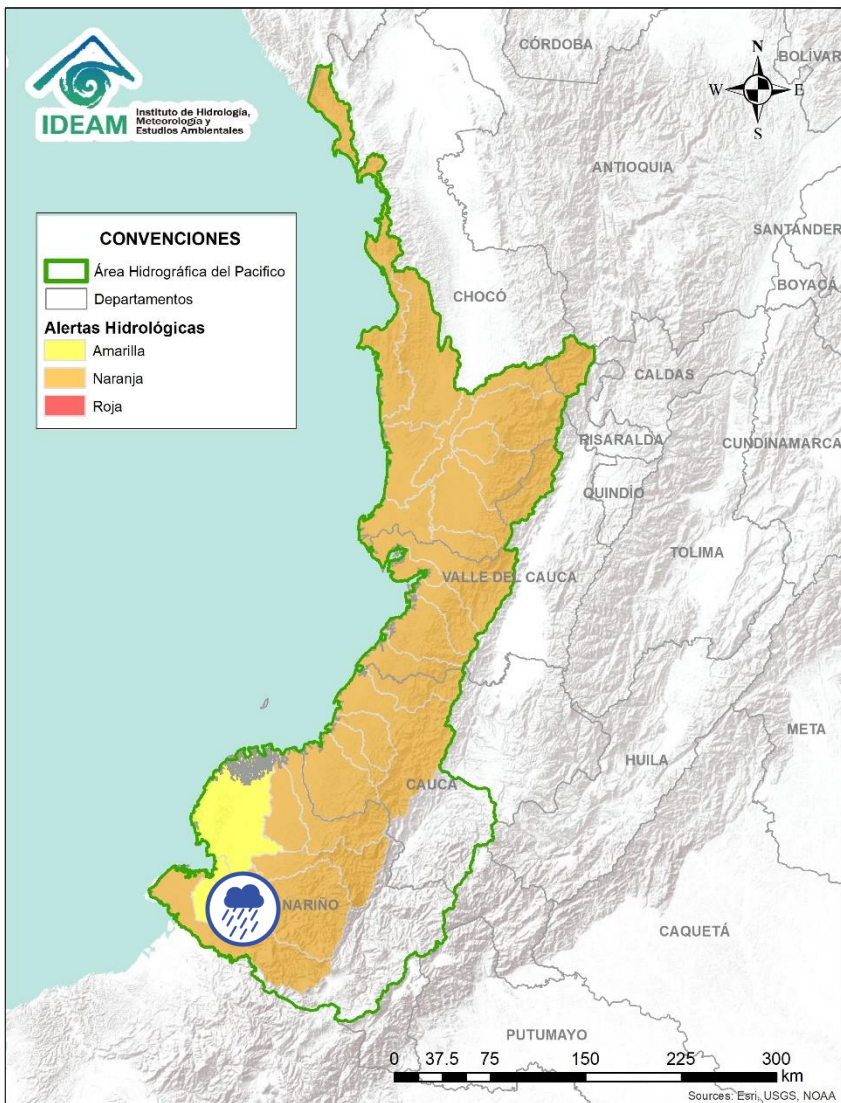 IDEAM
Instituto de Hidrología,
Meteorología y
Estudios Ambientales
N
W
E
S
CONVENCIONES
Área Hidrográfica del Pacifico
Departamentos
Alertas Hidrológicas
Amarilla
Naranja
Roja
CÓRDOBA
BOLÍVAR
ANTIOQUIA
SANTANDER
BOYACÁ
CHOCÓ
CALDAS
RISARALDA
CUNDINAMARCA
QUINDÍO
TOLIMA
VALLE DEL CAUCA
META
HUILA
CAUCA
NARIÑO
CAQUETÁ
PUTUMAYO
0 37.5 75 150 225 300
km
Sources: Esri, USGS, NOAA